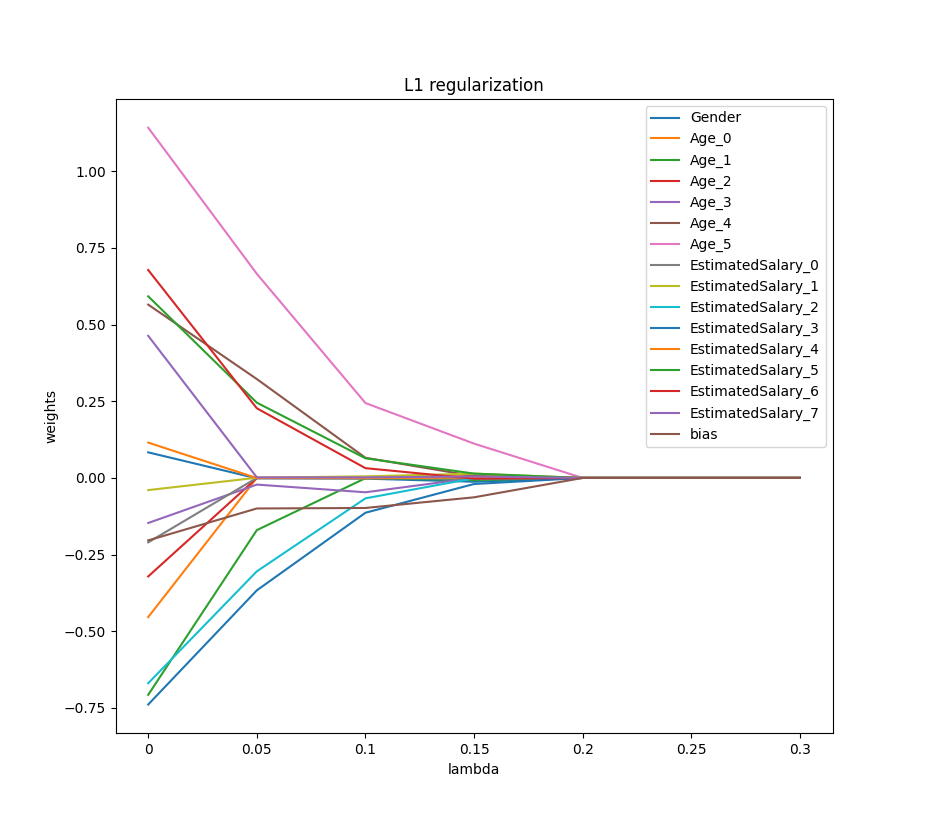 L1 regularization
Gender
Age_0
Age_1
Age_2
Age_3
Age_4
Age_5
EstimatedSalary_0
EstimatedSalary_1
EstimatedSalary_2
EstimatedSalary_3
EstimatedSalary_4
EstimatedSalary_5
EstimatedSalary_6
EstimatedSalary_7
bias
weights
1.00
0.75
0.50
0.25
0.00
−0.25
−0.50
−0.75
0 0.05 0.1 0.15 0.2 0.25 0.3
lambda